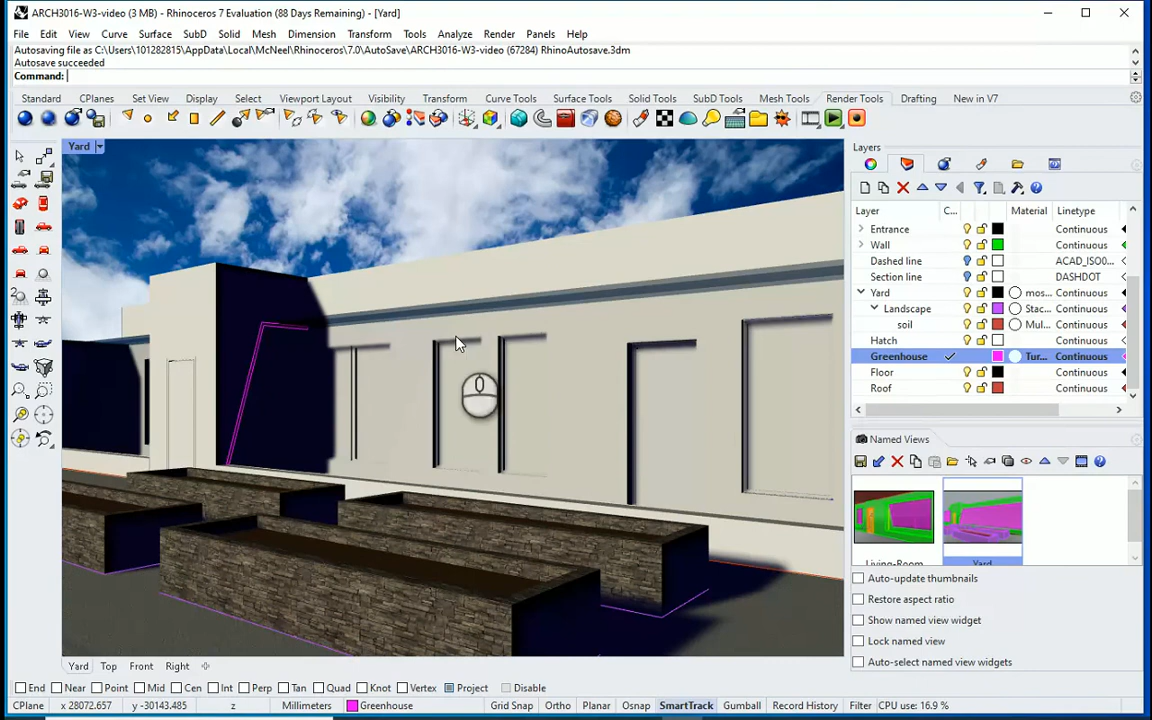 ARCH3016-W3-video (3 MB) - Rhinoceros 7 Evaluation (88 Days Remaining) - [Yard]
File Edit View Curve Surface SubD Solid Mesh Dimension Transform Tools Analyze Render Panels Help
Autosaving file as C:\Users\101282815\AppData\Local\McNeel\Rhinoceros\7.0\AutoSave\ARCH3016-W3-video (67284) RhinoAutosave.3dm
Autosave succeeded
Command:
Standard CPlanes Set View Display Select Viewport Layout Visibility Transform Curve Tools Surface Tools Solid Tools SubD Tools Mesh Tools Render Tools Drafting New in V7
Yard
Layers
Layer C... Material Linetype
Entrance Continuous
Wall Continuous
Dashed line ACAD_ISO0...
Section line DASHDOT
Yard mos... Continuous
Landscape Stac... Continuous
soil Mul... Continuous
Hatch Continuous
Greenhouse Tur... Continuous
Floor Continuous
Roof Continuous
Named Views
Living-Room Yard
Auto-update thumbnails
Restore aspect ratio
Show named view widget
Lock named view
Auto-select named view widgets
Yard Top Front Right
End Near Point Mid Cen Int Perp Tan Quad Knot Vertex Project Disable
CPlane x 28072.657 y -30143.485 z Millimeters Greenhouse Grid Snap Ortho Planar Osnap SmartTrack Gumball Record History Filter CPU use: 16.9 %